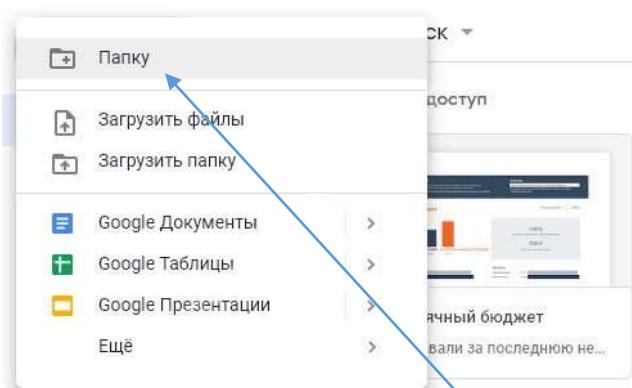 ск
Папку
доступ
Загрузить файлы
Загрузить папку
Google Документы
Google Таблицы
Google Презентации
ячный бюджет
Ещё
вали за последнюю не...